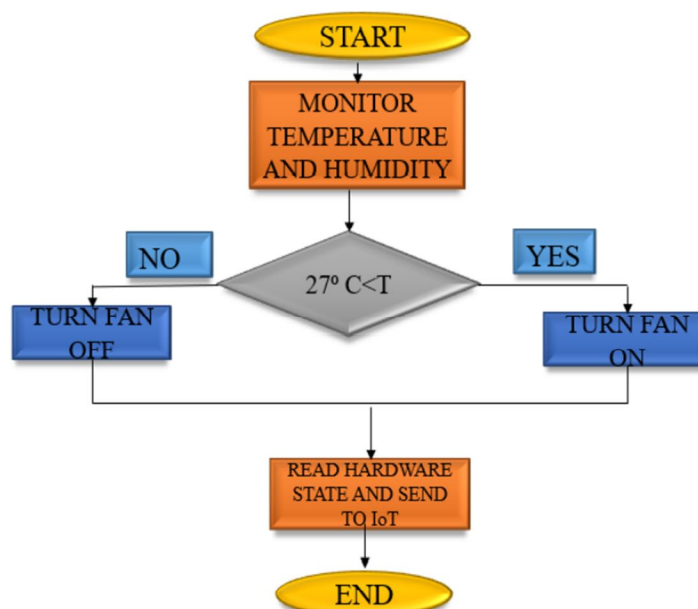 START
MONITOR
TEMPERATURE
AND HUMIDITY
NO
YES
27⁰ C<T
TURN FAN
OFF
TURN FAN
ON
READ HARDWARE
STATE AND SEND
TO IoT
END